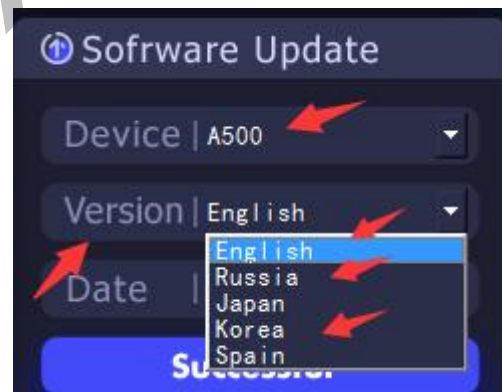 Sofrware Update
Device | A500
Version | English
English
Russia
Date |
Japan
Korea
Spain